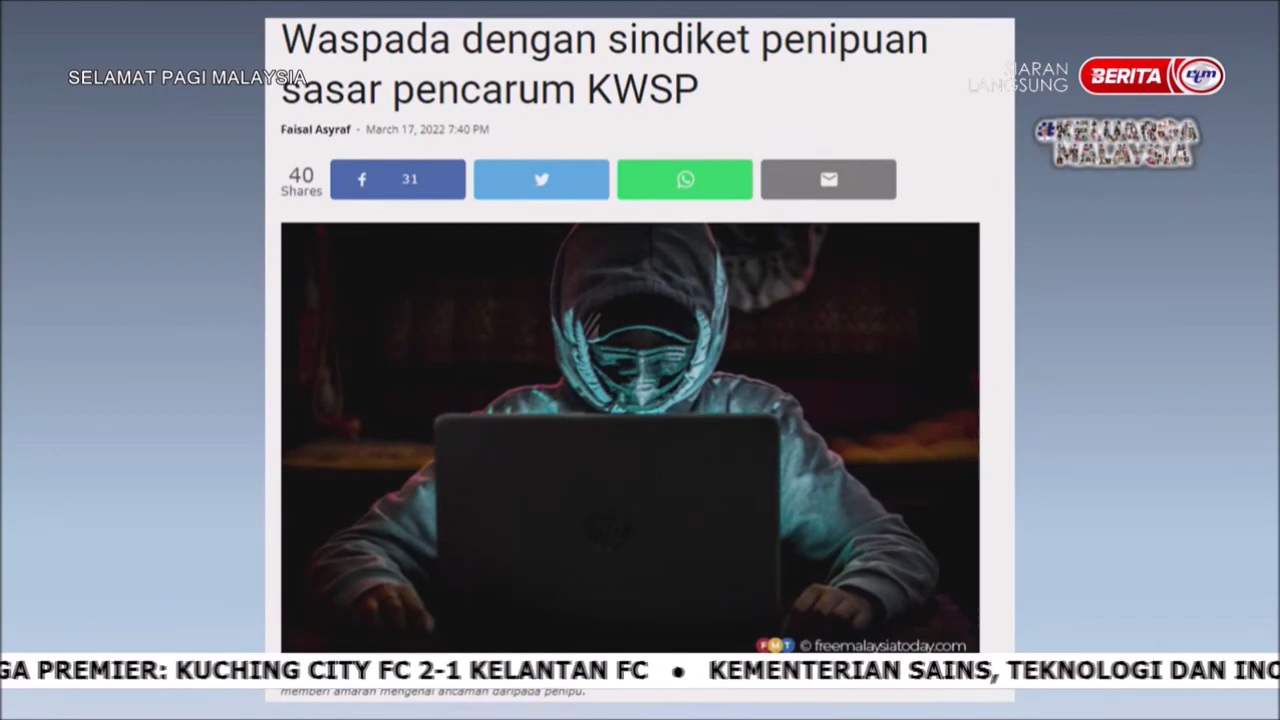 Waspada dengan sindiket penipuan
sasar pencarum KWSP
SELAMAT PAGI MALAYSIA
SIARAN
LANGSUNG
BERITA rtm
#KELUARGA
MALAYSIA
Faisal Asyraf - March 17, 2022 7:40 PM
40
Shares
31
FMT © freemalaysiatoday.com
GA PREMIER: KUCHING CITY FC 2-1 KELANTAN FC • KEMENTERIAN SAINS, TEKNOLOGI DAN INO
memberi amaran mengenai ancaman daripada penipu.